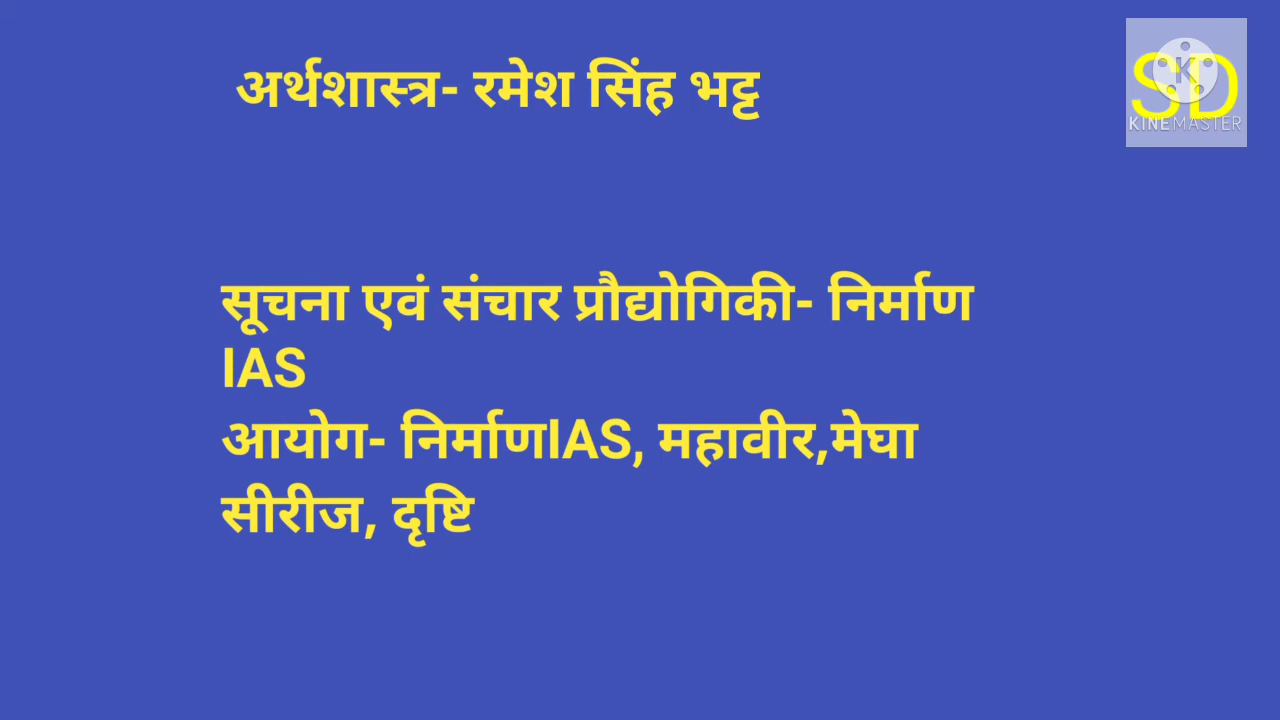 अर्थशास्त्र- रमेश सिंह भट्ट
SD
K
KINEMASTER
सूचना एवं संचार प्रौद्योगिकी- निर्माण
IAS
आयोग- निर्माणIAS, महावीर,मेघा
सीरीज, दृष्टि